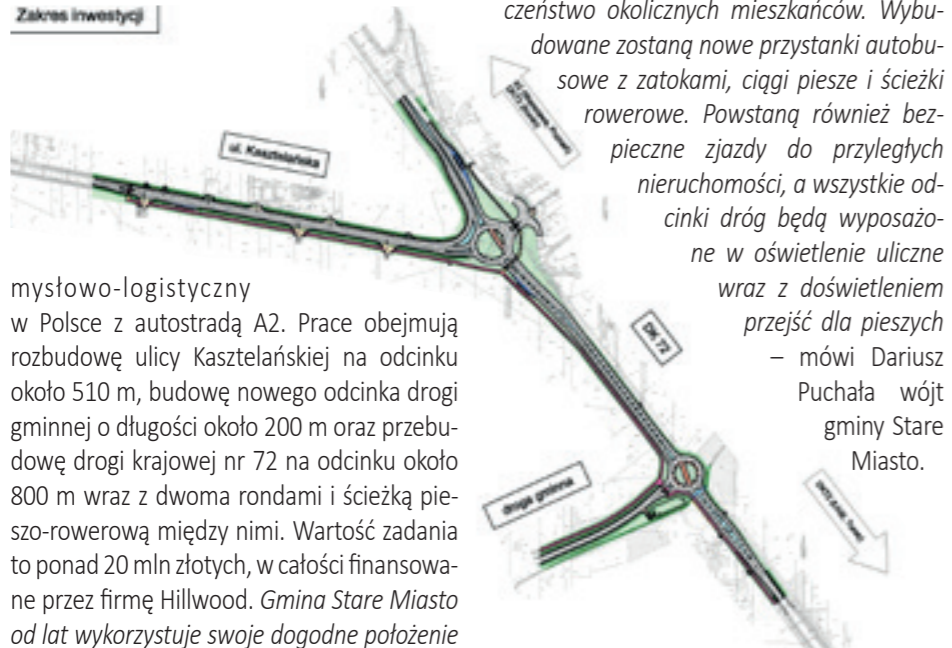 Zakres inwestycji
ul. Kasztelańska
DK 72
droga gminna
mysłowo-logistyczny
w Polsce z autostradą A2. Prace obejmują
rozbudowę ulicy Kasztelańskiej na odcinku
około 510 m, budowę nowego odcinka drogi
gminnej o długości około 200 m oraz przebu-
dowę drogi krajowej nr 72 na odcinku około
800 m wraz z dwoma rondami i ścieżką pie-
szo-rowerową między nimi. Wartość zadania
to ponad 20 mln złotych, w całości finansowa-
ne przez firmę Hillwood. Gmina Stare Miasto
od lat wykorzystuje swoje dogodne położenie
czeństwo okolicznych mieszkańców. Wybu-
dowane zostaną nowe przystanki autobu-
sowe z zatokami, ciągi piesze i ścieżki
rowerowe. Powstaną również bez-
pieczne zjazdy do przyległych
nieruchomości, a wszystkie od-
cinki dróg będą wyposażo-
ne w oświetlenie uliczne
wraz z doświetleniem
przejść dla pieszych
– mówi Dariusz
Puchała wójt
gminy Stare
Miasto.